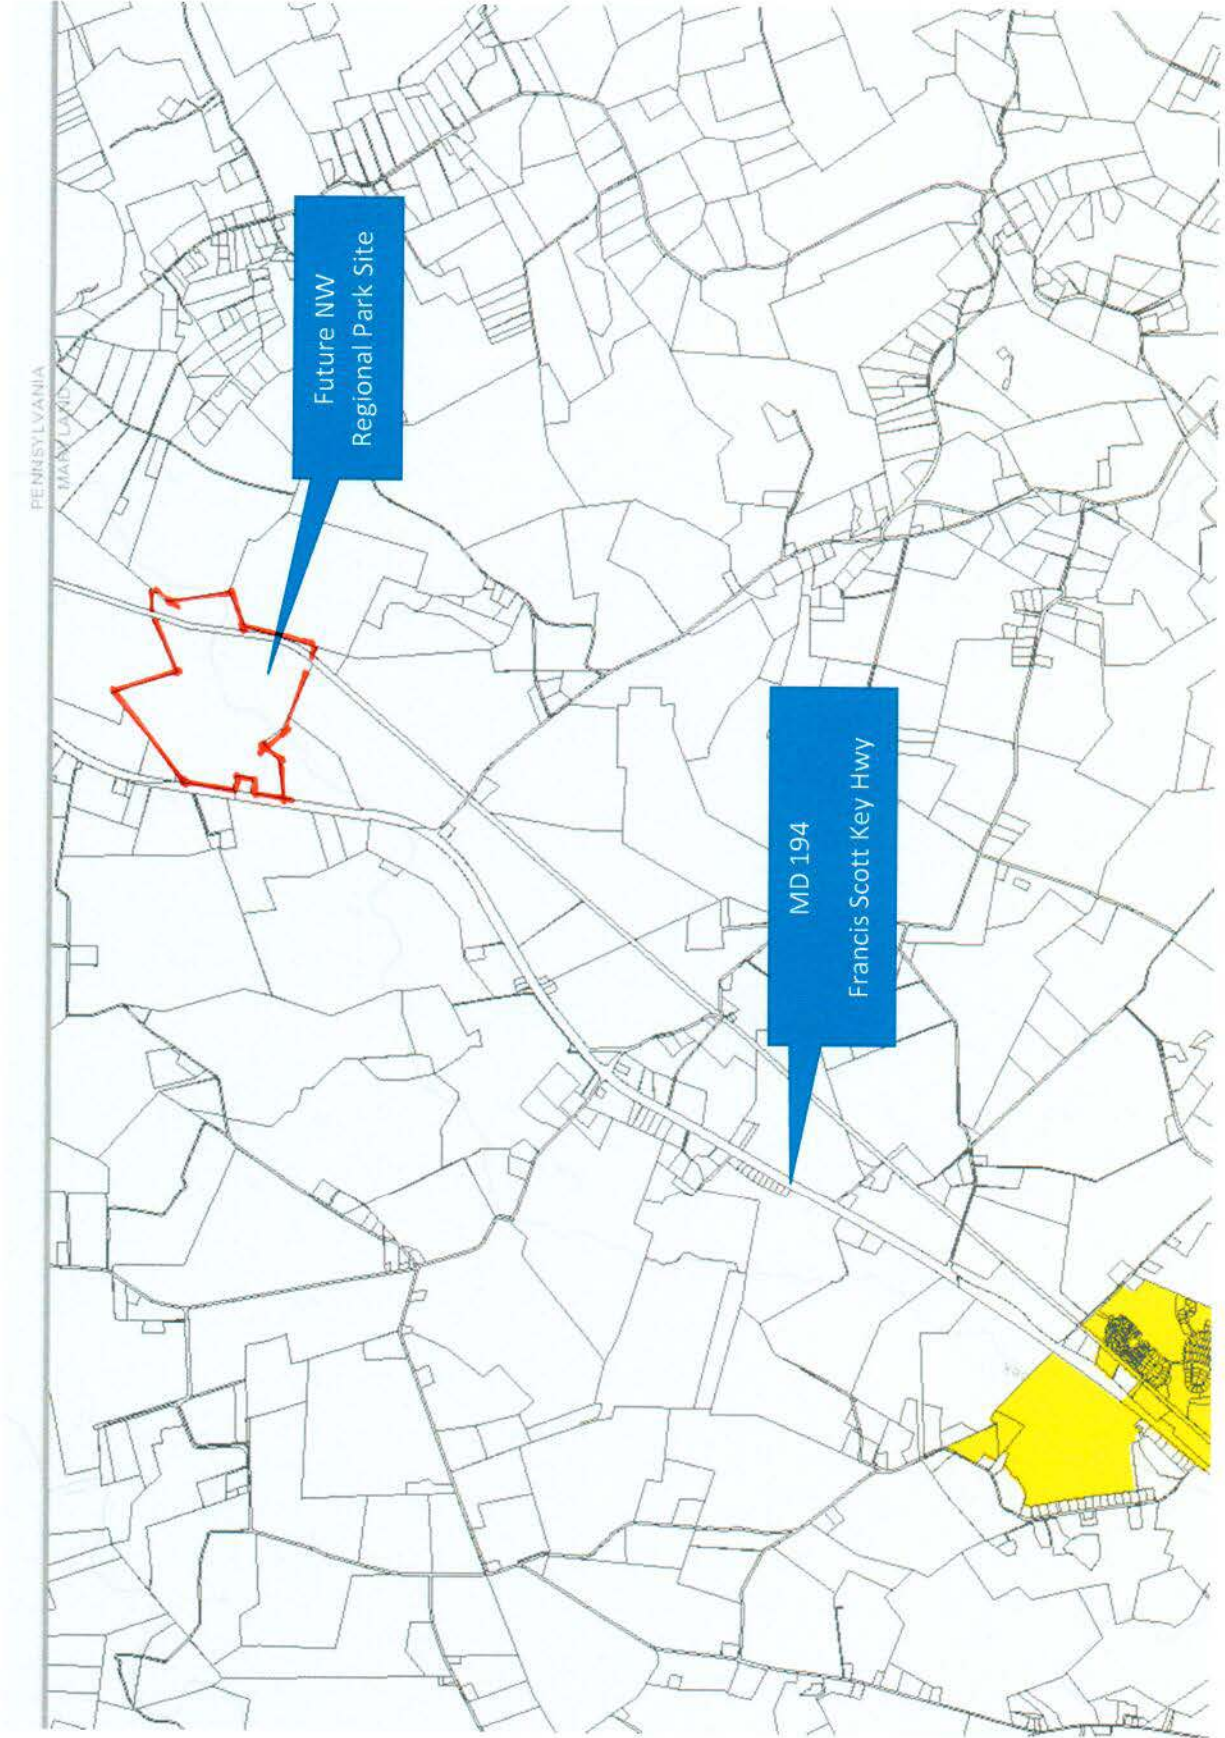 PENNSYLVANIA
MARYLAND
Future NW
Regional Park Site
MD 194
Francis Scott Key Hwy